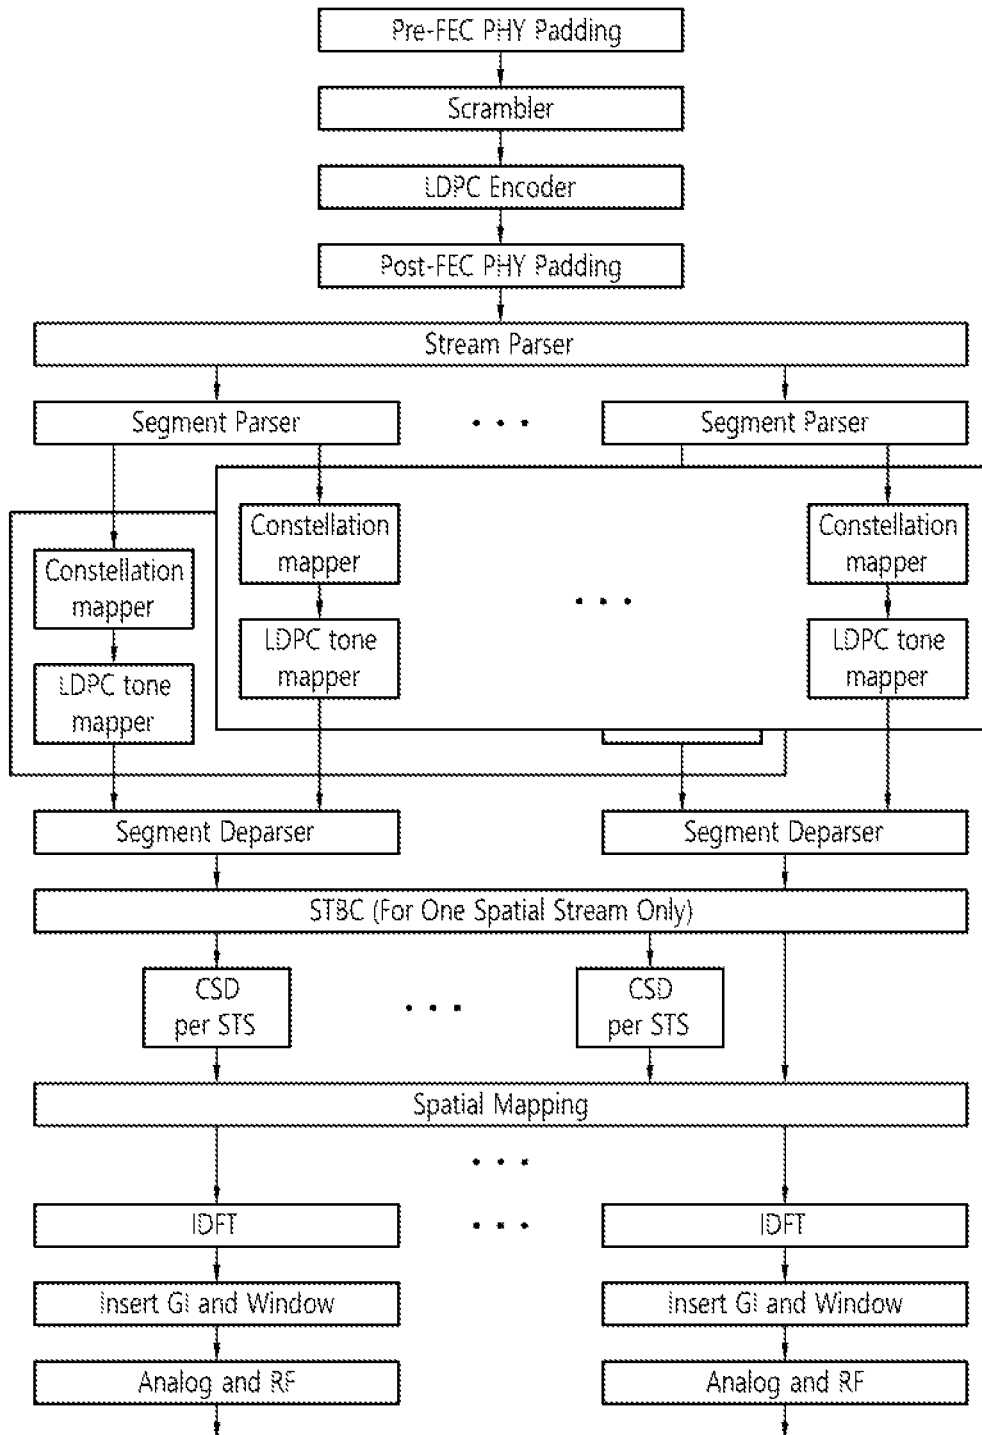 Pre-FEC PHY Padding
Scrambler
LDPC Encoder
Post-FEC PHY Padding
Stream Parser
Segment Parser
Segment Parser
Constellation
mapper
Constellation
mapper
Constellation
mapper
LDPC tone
mapper
LDPC tone
mapper
LDPC tone
mapper
Segment Deparser
Segment Deparser
STBC (For One Spatial Stream Only)
CSD
per STS
CSD
per STS
Spatial Mapping
IDFT
IDFT
Insert GI and Window
Insert GI and Window
Analog and RF
Analog and RF